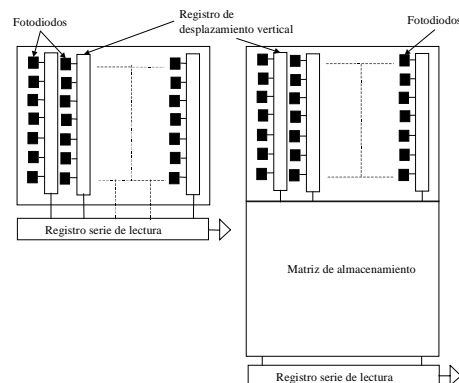 Fotodiodos
Registro de
desplazamiento vertical
Fotodiodos
Registro serie de lectura
Matriz de almacenamiento
Registro serie de lectura